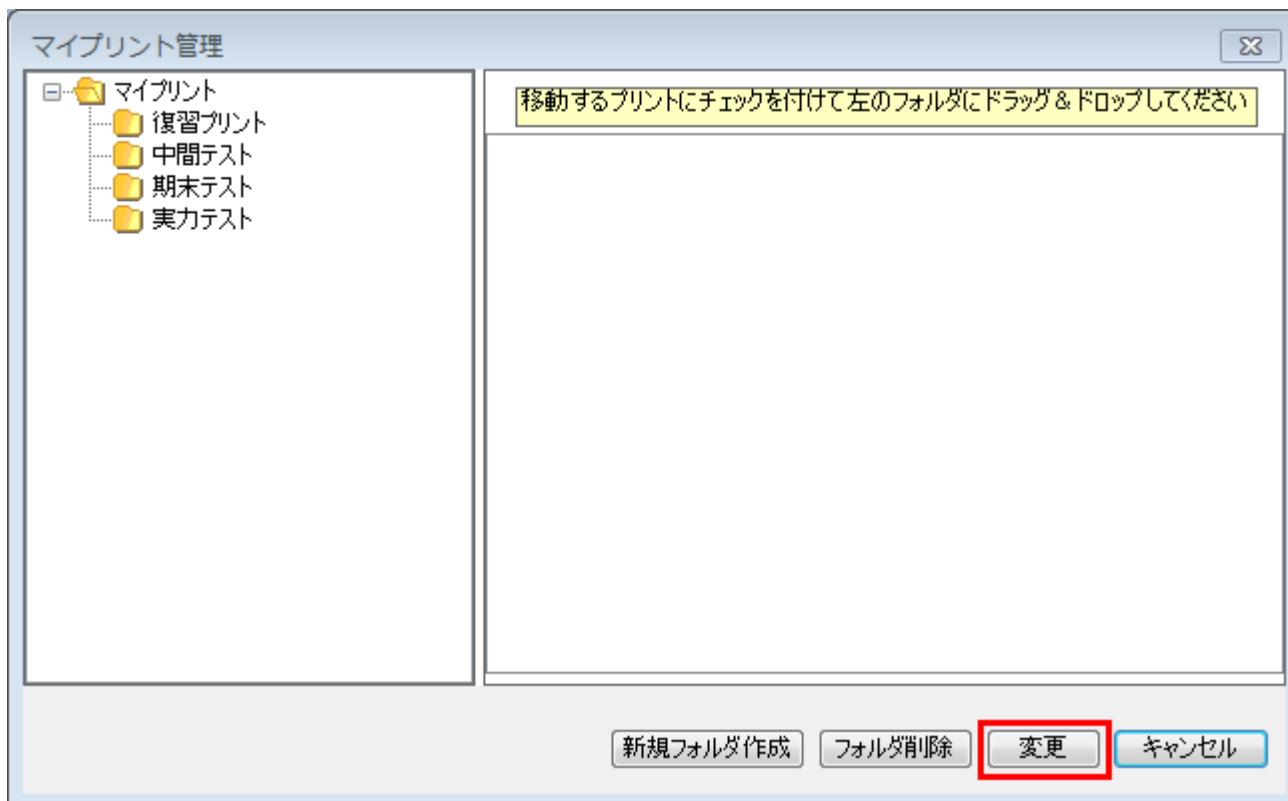 マイプリント管理
マイプリント
復習プリント
中間テスト
期末テスト
実力テスト
移動するプリントにチェックを付けて左のフォルダにドラッグ&ドロップしてください
新規フォルダ作成 フォルダ削除 変更 キャンセル